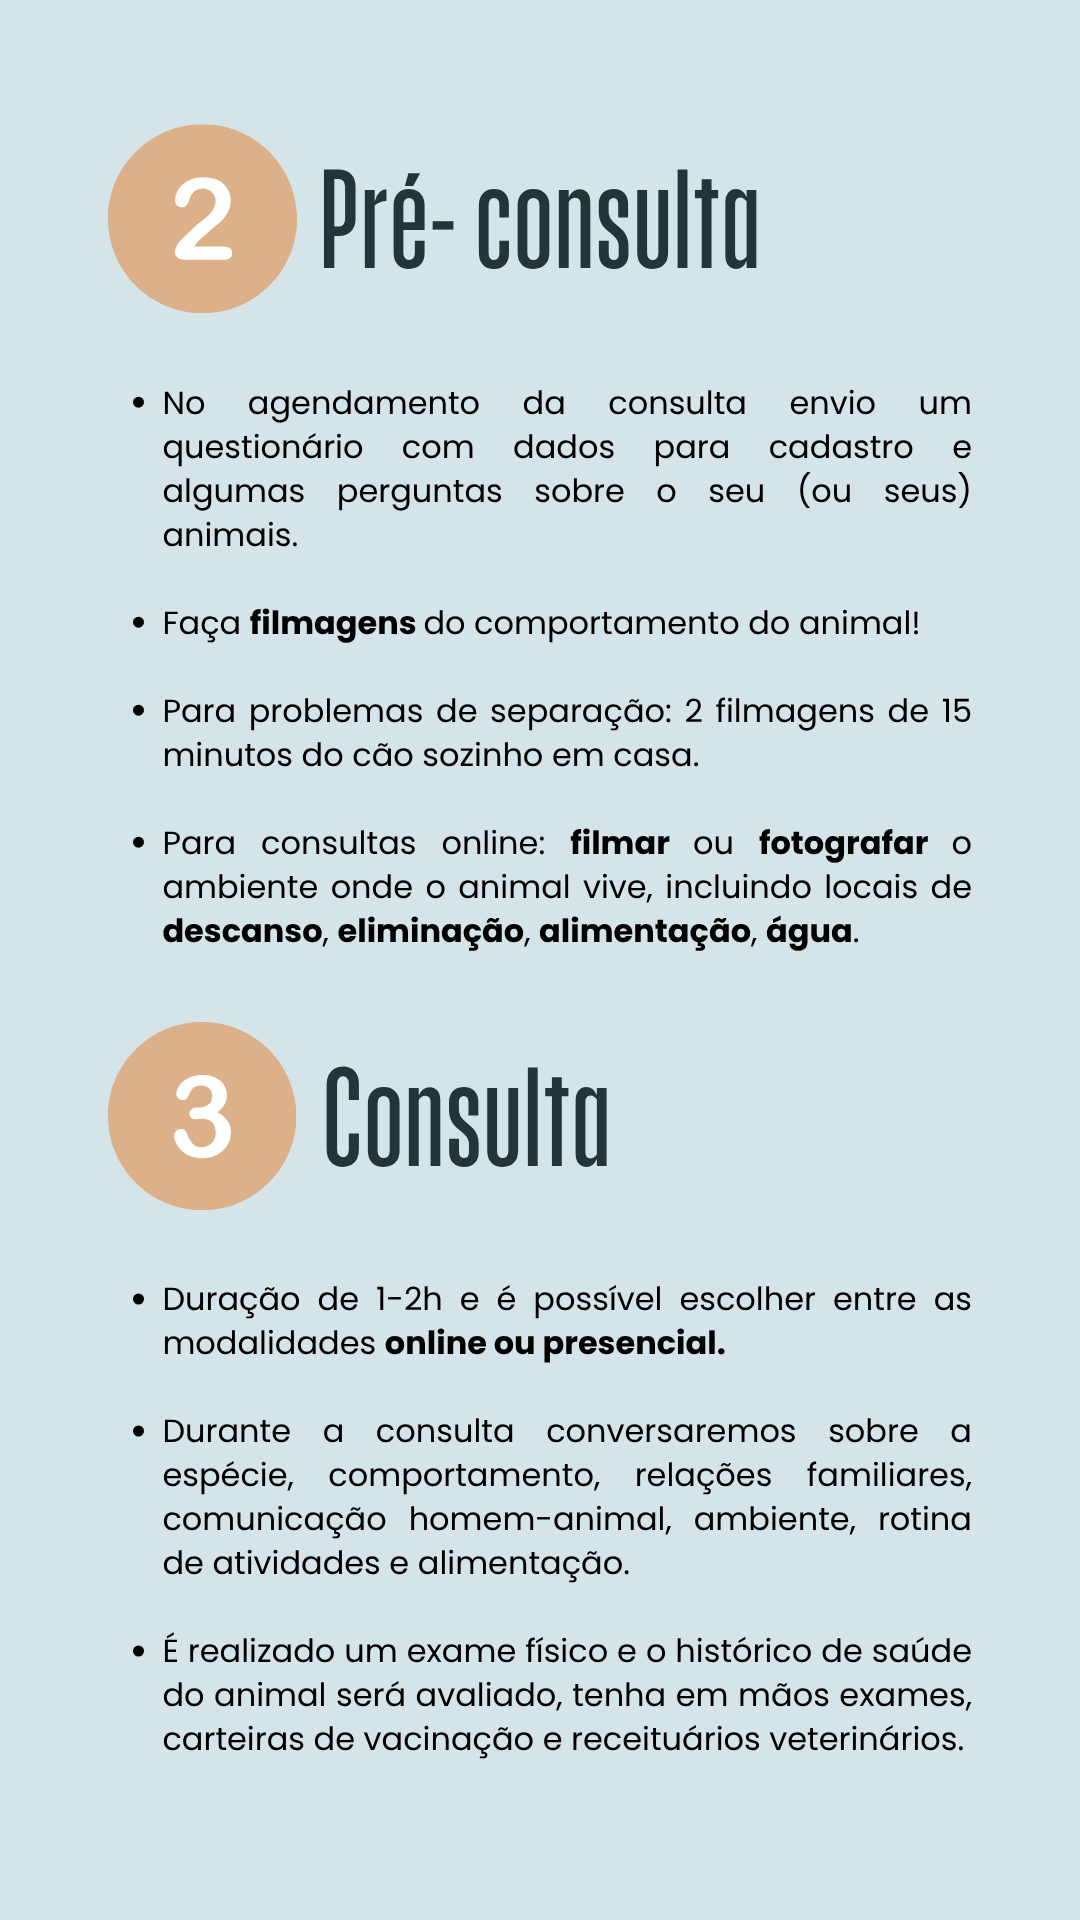 2 Pré- consulta
• No agendamento da consulta envio um
questionário com dados para cadastro e
algumas perguntas sobre o seu (ou seus)
animais.
• Faça filmagens do comportamento do animal!
• Para problemas de separação: 2 filmagens de 15
minutos do cão sozinho em casa.
• Para consultas online: filmar ou fotografar o
ambiente onde o animal vive, incluindo locais de
descanso, eliminação, alimentação, água.
3 Consulta
• Duração de 1-2h e é possível escolher entre as
modalidades online ou presencial.
• Durante a consulta conversaremos sobre a
espécie, comportamento, relações familiares,
comunicação homem-animal, ambiente, rotina
de atividades e alimentação.
• É realizado um exame físico e o histórico de saúde
do animal será avaliado, tenha em mãos exames,
carteiras de vacinação e receituários veterinários.